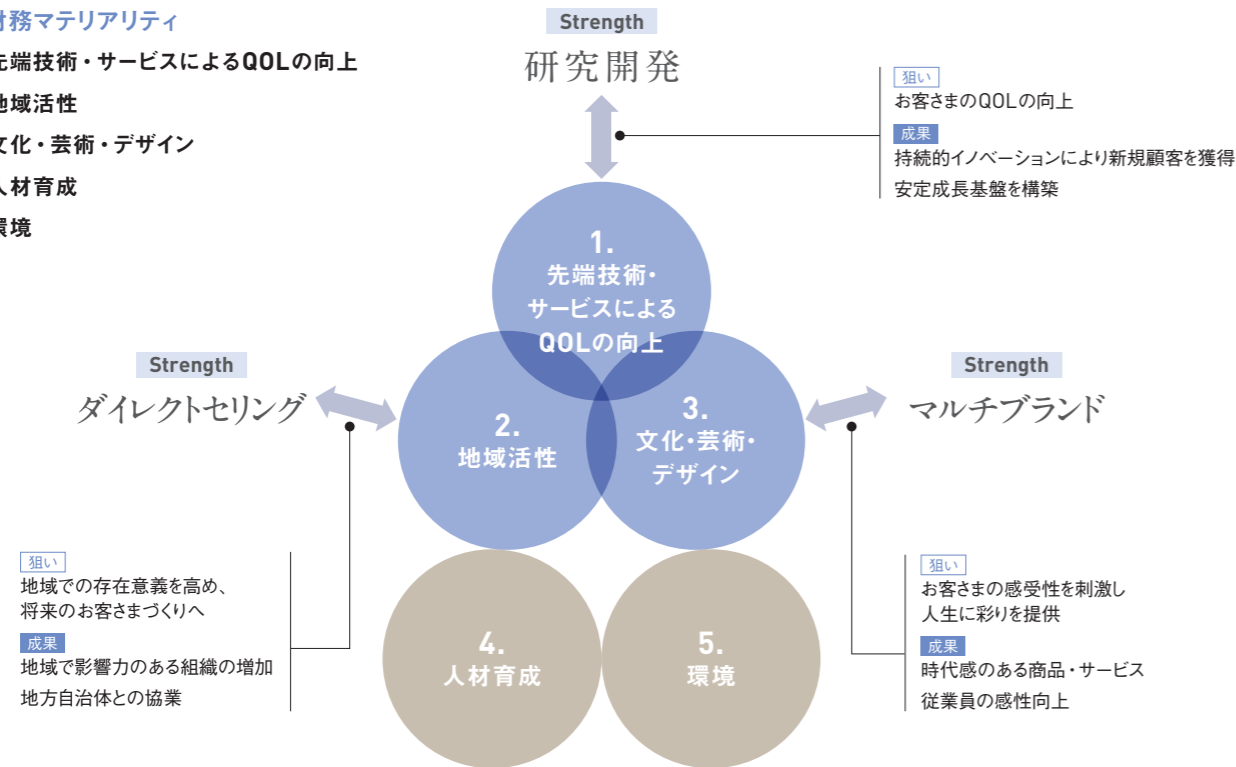 財務マテリアリティ
先端技術・サービスによるQOLの向上
地域活性
文化・芸術・デザイン
人材育成
環境
Strength
研究開発
狙い
お客さまのQOLの向上
成果
持続的イノベーションにより新規顧客を獲得
安定成長基盤を構築
1.
先端技術・
サービスによる
QOLの向上
Strength
ダイレクトセリング
2.
地域活性
3.
文化・芸術・
デザイン
Strength
マルチブランド
狙い
地域での存在意義を高め、
将来のお客さまづくりへ
成果
地域で影響力のある組織の増加
地方自治体との協業
4.
人材育成
5.
環境
狙い
お客さまの感受性を刺激し
人生に彩りを提供
成果
時代感のある商品・サービス
従業員の感性向上